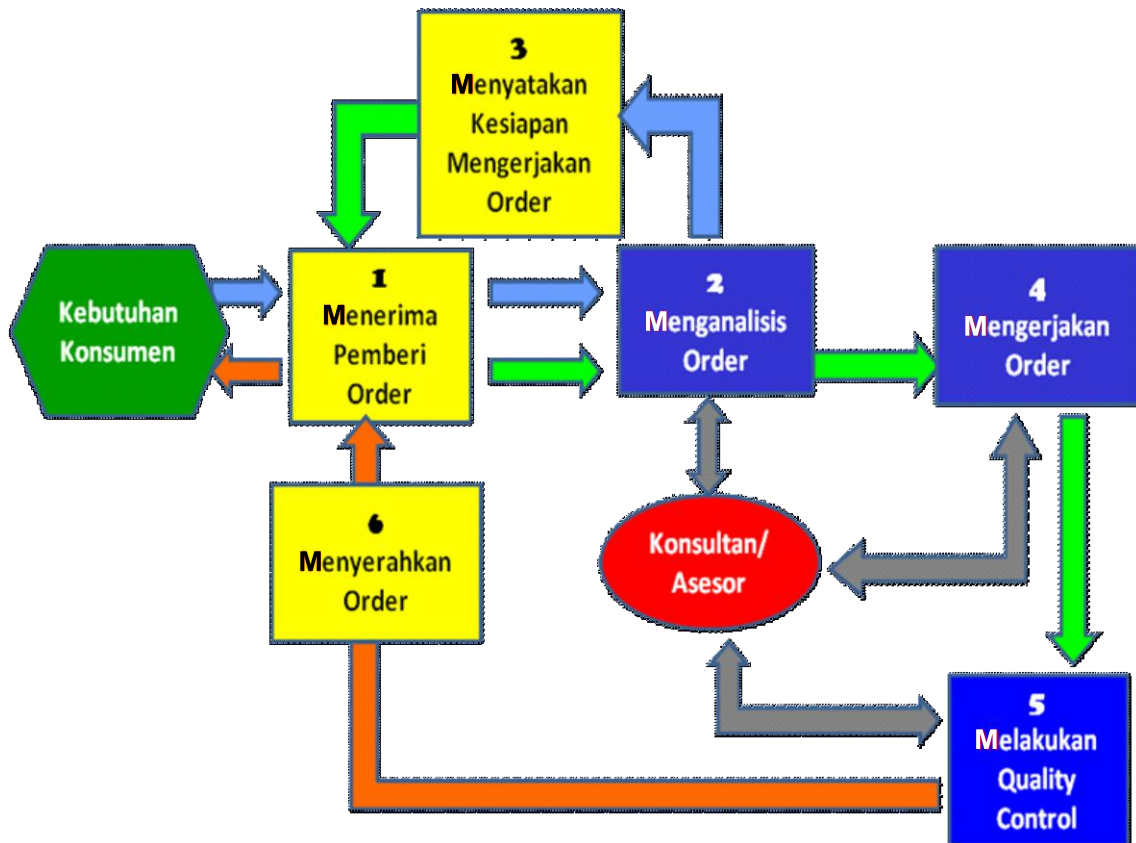 3
Menyatakan
Kesiapan
Mengerjakan
Order
Kebutuhan
Konsumen
1
Menerima
Pemberi
Order
2
Menganalisis
Order
4
Mengerjakan
Order
6
Menyerahkan
Order
Konsultan/
Asesor
5
Melakukan
Quality
Control